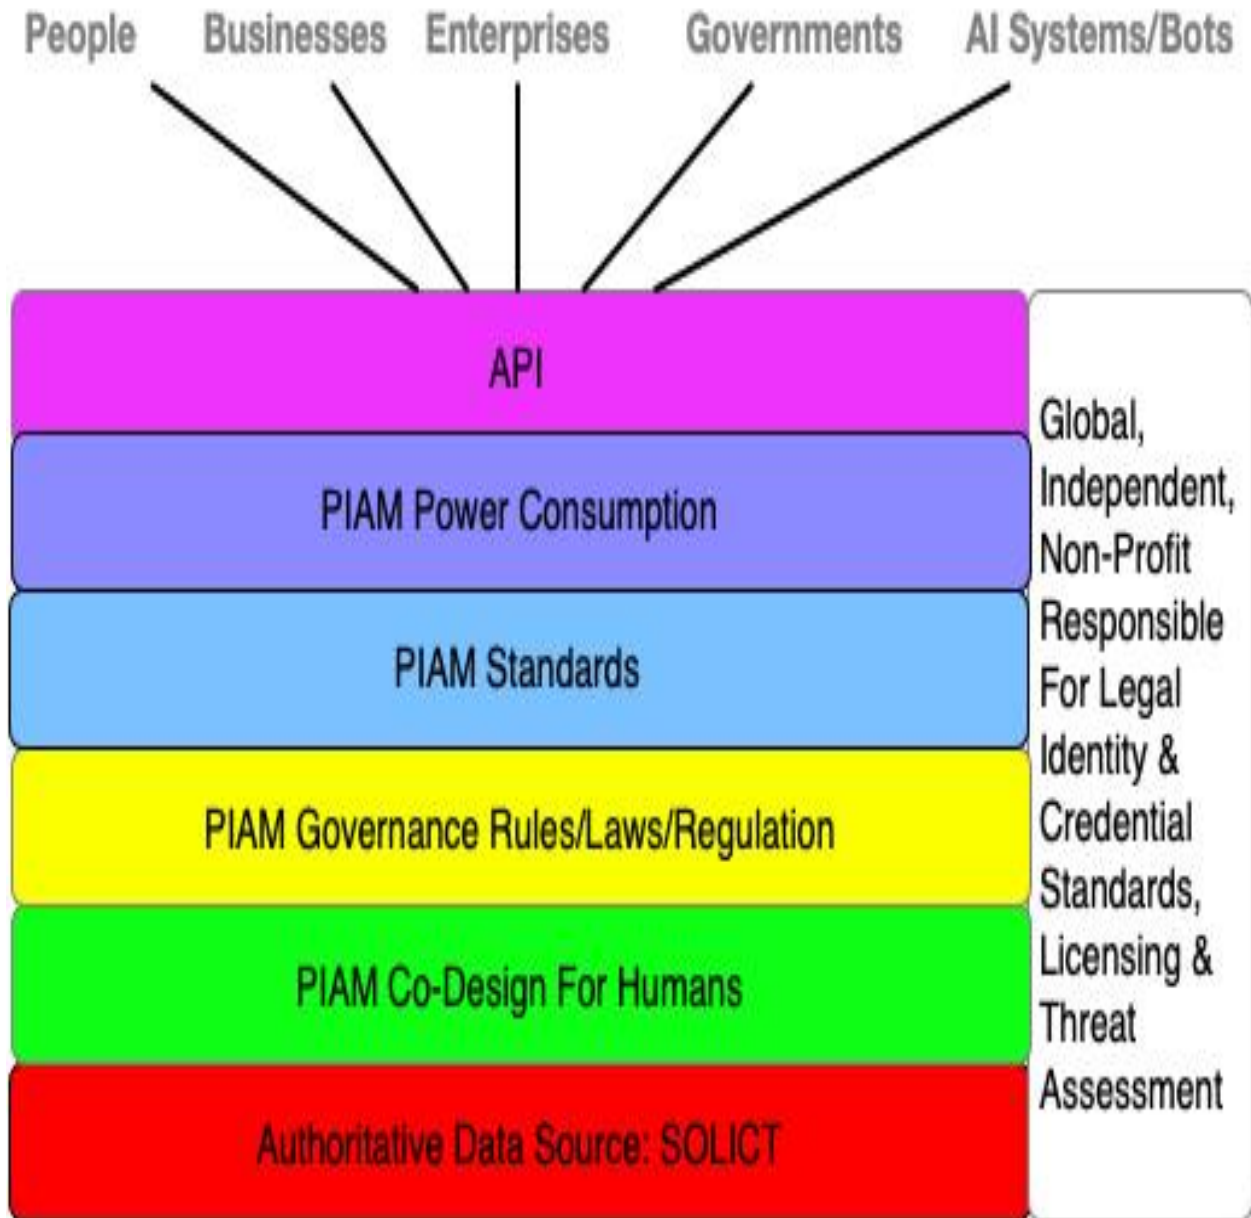 People Businesses Enterprises Governments AI Systems/Bots
API
PIAM Power Consumption
PIAM Standards
PIAM Governance Rules/Laws/Regulation
PIAM Co-Design For Humans
Authoritative Data Source: SOLICT
Global,
Independent,
Non-Profit
Responsible
For Legal
Identity &
Credential
Standards,
Licensing &
Threat
Assessment